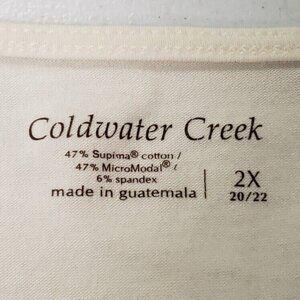 Coldwater Creek
47% Supima® cotton /
47% MicroModal® /
6% spandex
made in guatemala
2X
20/22